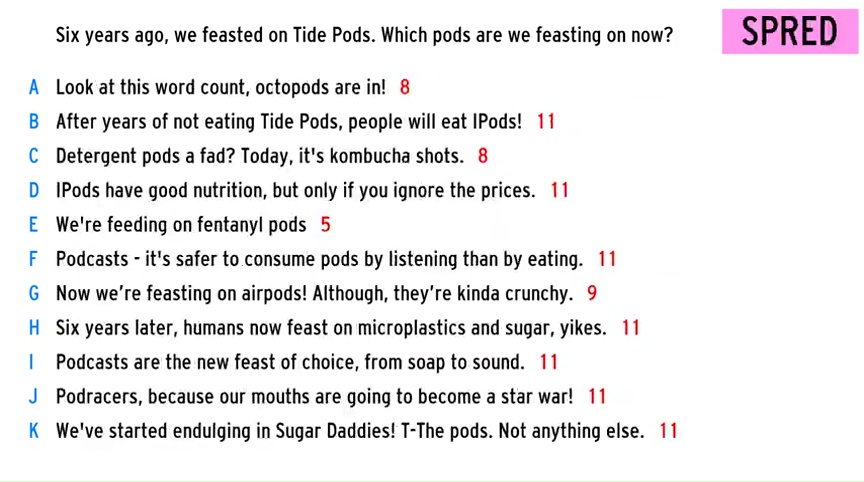 Six years ago, we feasted on Tide Pods. Which pods are we feasting on now?
SPRED
A Look at this word count, octopods are in! 8
B After years of not eating Tide Pods, people will eat IPods! 11
C Detergent pods a fad? Today, it's kombucha shots. 8
D IPods have good nutrition, but only if you ignore the prices. 11
E We're feeding on fentanyl pods 5
F Podcasts - it's safer to consume pods by listening than by eating. 11
G Now we’re feasting on airpods! Although, they’re kinda crunchy. 9
H Six years later, humans now feast on microplastics and sugar, yikes. 11
I Podcasts are the new feast of choice, from soap to sound. 11
J Podracers, because our mouths are going to become a star war! 11
K We've started endulging in Sugar Daddies! T-The pods. Not anything else. 11